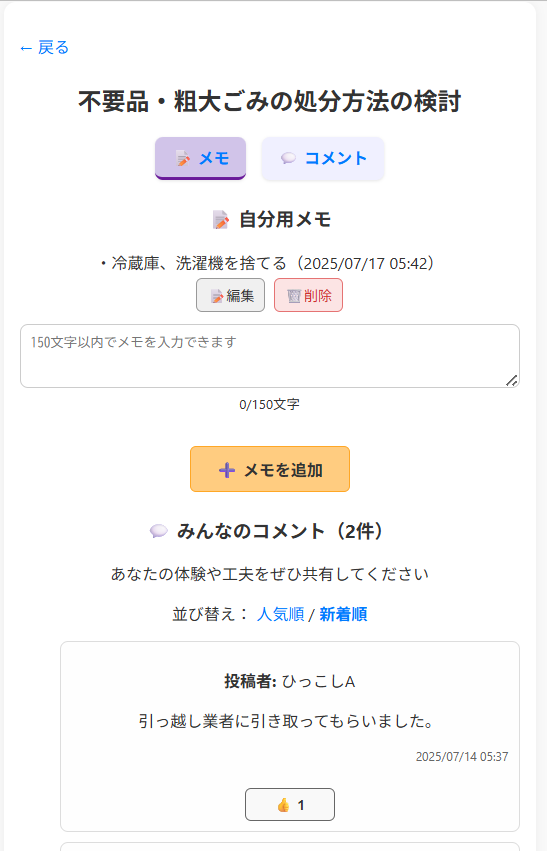 ← 戻る
不要品・粗大ごみの処分方法の検討
📝 メモ 💬 コメント
📝 自分用メモ
・冷蔵庫、洗濯機を捨てる（2025/07/17 05:42）
📝編集 🗑️削除
150文字以内でメモを入力できます
0/150文字
➕ メモを追加
💬 みんなのコメント（2件）
あなたの体験や工夫をぜひ共有してください
並び替え： 人気順 / 新着順
投稿者: ひっこしA
引っ越し業者に引き取ってもらいました。
2025/07/14 05:37
👍 1